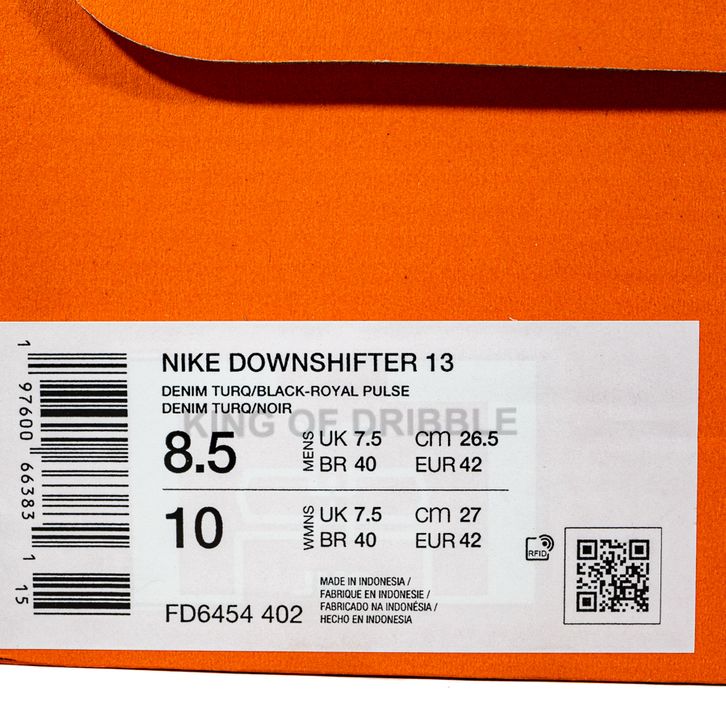 NIKE DOWNSHIFTER 13
DENIM TURQ/BLACK-ROYAL PULSE
DENIM TURQ/NOIR
KING OF DRIBBLE
8.5 MENS UK 7.5 cm 26.5
BR 40 EUR 42
10 WMNS UK 7.5 cm 27
BR 40 EUR 42
RFID
MADE IN INDONESIA /
FABRIQUE EN INDONESIE /
FABRICADO NA INDONÉSIA /
HECHO EN INDONESIA
FD6454 402
1 97600 66383 1 15